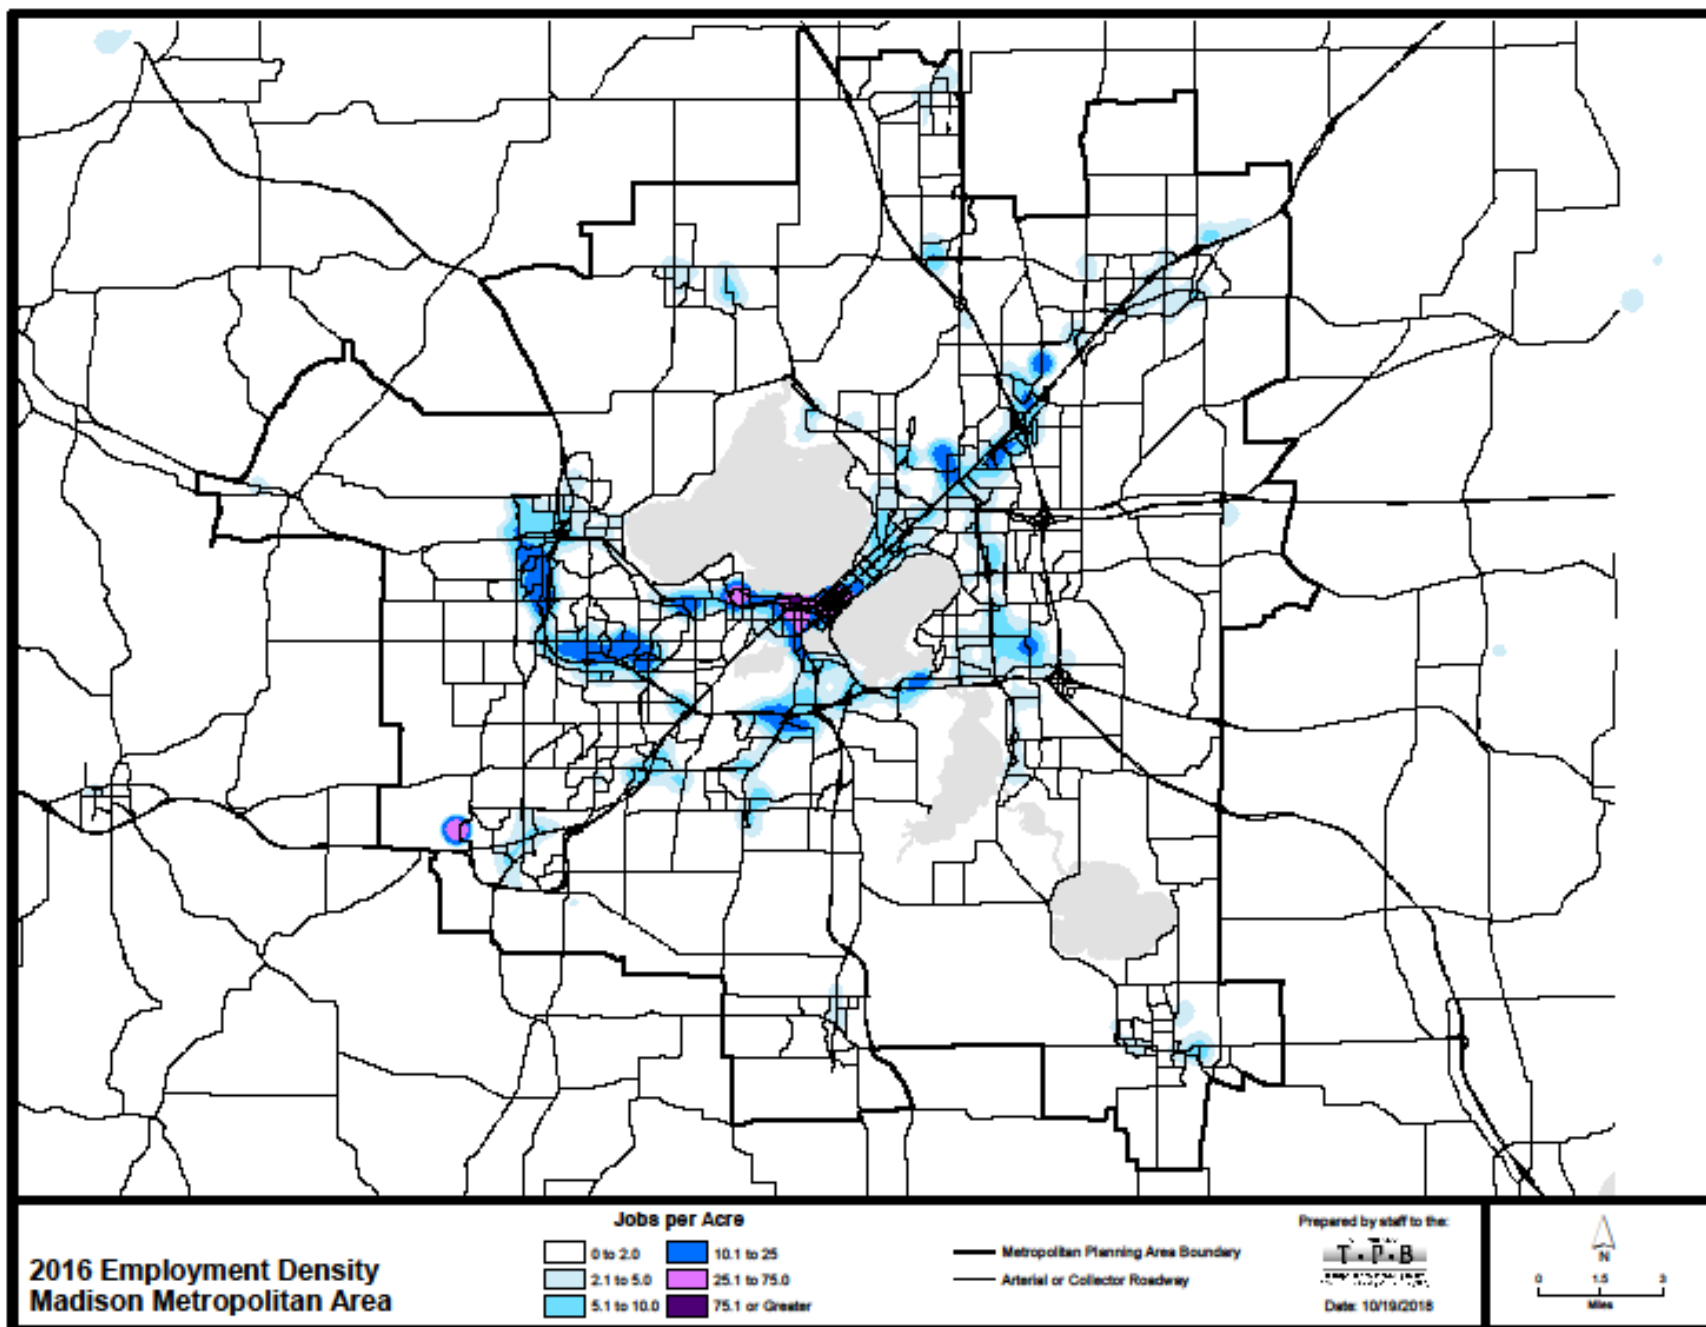 2016 Employment Density
Madison Metropolitan Area
Jobs per Acre
0 to 2.0
2.1 to 5.0
5.1 to 10.0
10.1 to 25
25.1 to 75.0
75.1 or Greater
Metropolitan Planning Area Boundary
Arterial or Collector Roadway
Prepared by staff to the:
T·P·B
Date: 10/19/2018
N
0 1.5 3
Miles